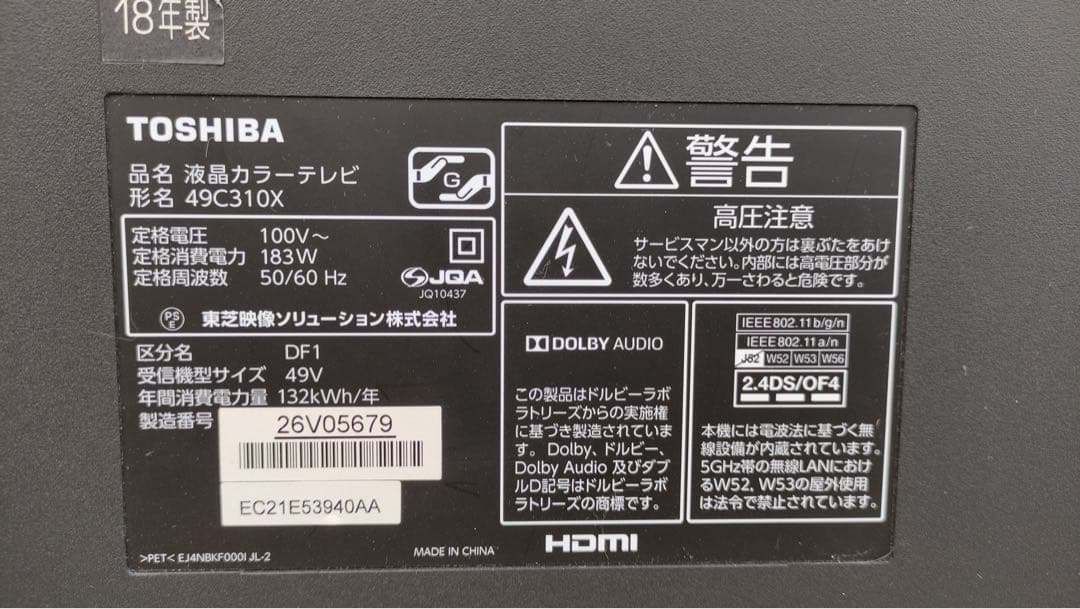 18年製
TOSHIBA
品名 液晶カラーテレビ
形名 49C310X
G
定格電圧 100V～
定格消費電力 183W
定格周波数 50/60 Hz
JQA
JQ10437
PS
E
東芝映像ソリューション株式会社
区分名 DF1
受信機型サイズ 49V
年間消費電力量 132kWh/年
製造番号
26V05679
EC21E53940AA
>PET< EJ4NBKF000I JL-2
MADE IN CHINA
警告
高圧注意
サービスマン以外の方は裏ぶたをあけ
ないでください。内部には高電圧部分が
数多くあり、万一さわると危険です。
DOLBY AUDIO
この製品はドルビーラボ
ラトリーズからの実施権
に基づき製造されていま
す。 Dolby、ドルビー、
Dolby Audio 及びダブ
ルD記号はドルビーラボ
ラトリーズの商標です。
IEEE802.11b/g/n
IEEE802.11a/n
J52 W52 W53 W56
2.4DS/OF4
本機には電波法に基づく無
線設備が内蔵されています。
5GHz帯の無線LANにおけ
るW52、W53の屋外使用
は法令で禁止されています。
HDMI